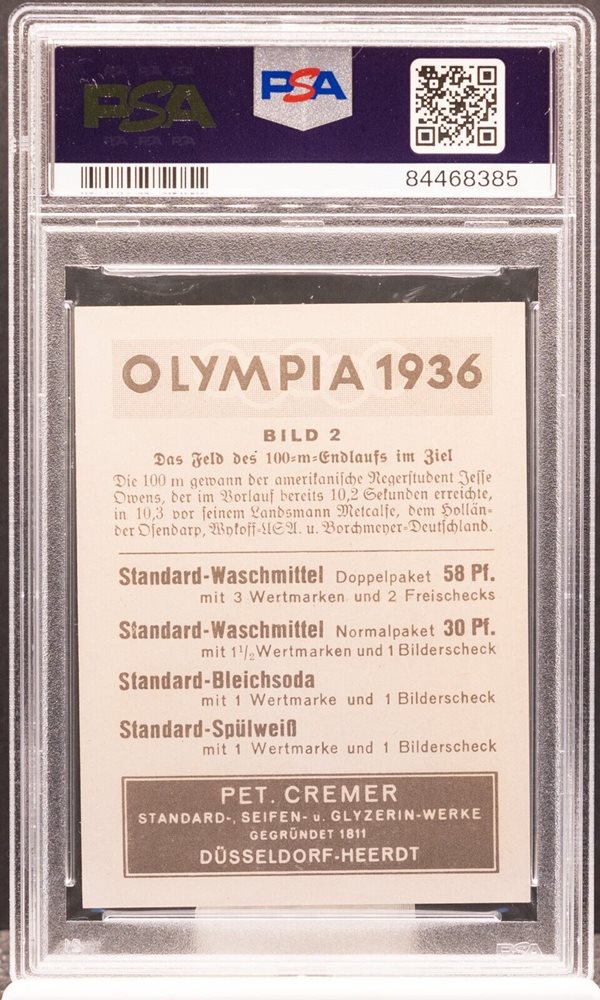 PSA
PSA
84468385
OLYMPIA 1936
BILD 2
Das Feld des 100=m=Endlaufs im Ziel
Die 100 m gewann der amerikanische Negerstudent Jesse
Owens, der im Vorlauf bereits 10,2 Sekunden erreichte,
in 10,3 vor seinem Landsmann Metcalfe, dem Hollän-
der Osendarp, Wykoff-USA. u. Borchmeyer-Deutschland.
Standard-Waschmittel Doppelpaket 58 Pf.
mit 3 Wertmarken und 2 Freischecks
Standard-Waschmittel Normalpaket 30 Pf.
mit 1 1/2 Wertmarken und 1 Bilderscheck
Standard-Bleichsoda
mit 1 Wertmarke und 1 Bilderscheck
Standard-Spülweiß
mit 1 Wertmarke und 1 Bilderscheck
PET. CREMER
STANDARD-, SEIFEN- u. GLYZERIN-WERKE
GEGRÜNDET 1811
DÜSSELDORF-HEERDT
PSA